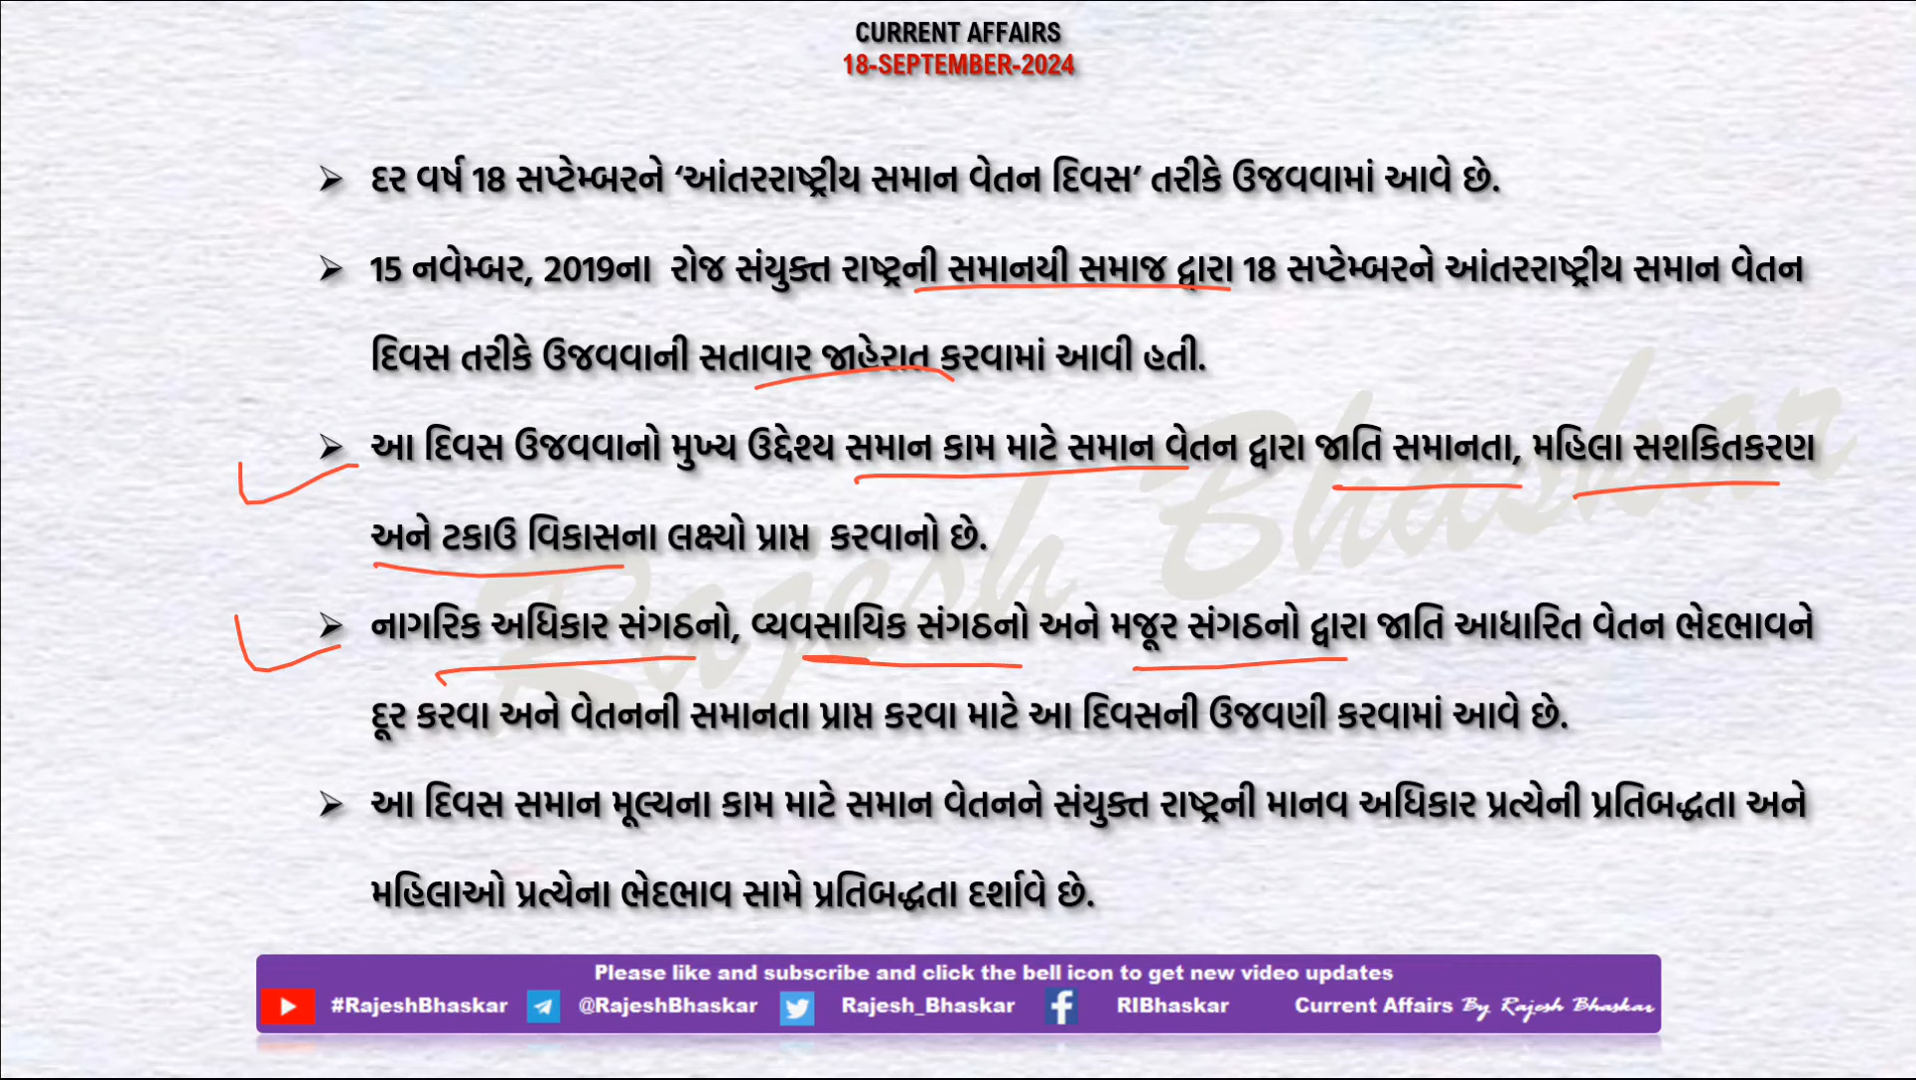 CURRENT AFFAIRS
18-SEPTEMBER-2024
➢ દર વર્ષ 18 સપ્ટેમ્બરને ‘આંતરરાષ્ટ્રીય સમાન વેતન દિવસ’ તરીકે ઉજવવામાં આવે છે.
➢ 15 નવેમ્બર, 2019ના રોજ સંયુક્ત રાષ્ટ્રની સમાનયી સમાજ દ્વારા 18 સપ્ટેમ્બરને આંતરરાષ્ટ્રીય સમાન વેતન
દિવસ તરીકે ઉજવવાની સતાવાર જાહેરાત કરવામાં આવી હતી.
➢ આ દિવસ ઉજવવાનો મુખ્ય ઉદ્દેશ્ય સમાન કામ માટે સમાન વેતન દ્વારા જાતિ સમાનતા, મહિલા સશકિતકરણ
અને ટકાઉ વિકાસના લક્ષ્યો પ્રાપ્ત કરવાનો છે.
➢ નાગરિક અધિકાર સંગઠનો, વ્યવસાયિક સંગઠનો અને મજૂર સંગઠનો દ્વારા જાતિ આધારિત વેતન ભેદભાવને
દૂર કરવા અને વેતનની સમાનતા પ્રાપ્ત કરવા માટે આ દિવસની ઉજવણી કરવામાં આવે છે.
➢ આ દિવસ સમાન મૂલ્યના કામ માટે સમાન વેતનને સંયુક્ત રાષ્ટ્રની માનવ અધિકાર પ્રત્યેની પ્રતિબદ્ધતા અને
મહિલાઓ પ્રત્યેના ભેદભાવ સામે પ્રતિબદ્ધતા દર્શાવે છે.
Rajesh Bhaskar
Please like and subscribe and click the bell icon to get new video updates
#RajeshBhaskar @RajeshBhaskar Rajesh_Bhaskar RIBhaskar Current Affairs By Rajesh Bhaskar